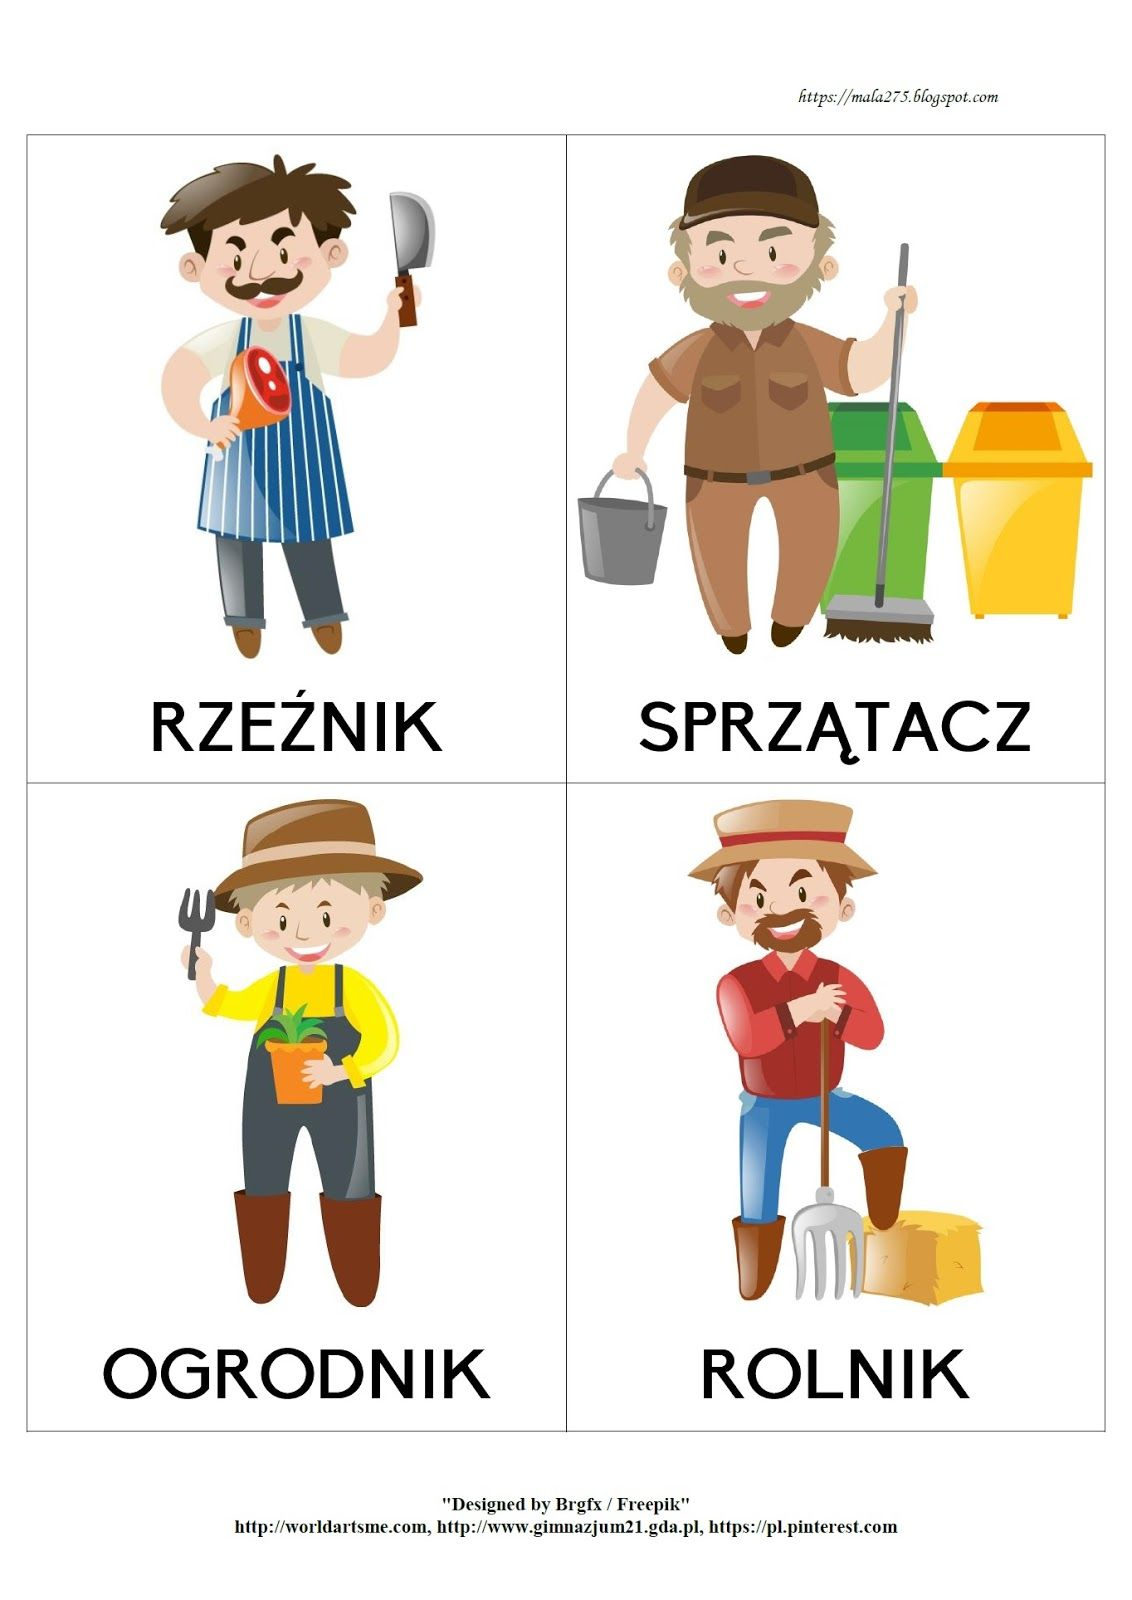 https://mala275.blogspot.com
RZEŹNIK
SPRZĄTACZ
OGRODNIK
ROLNIK
"Designed by Brgfx / Freepik"
http://worldartsme.com, http://www.gimnazjum21.gda.pl, https://pl.pinterest.com